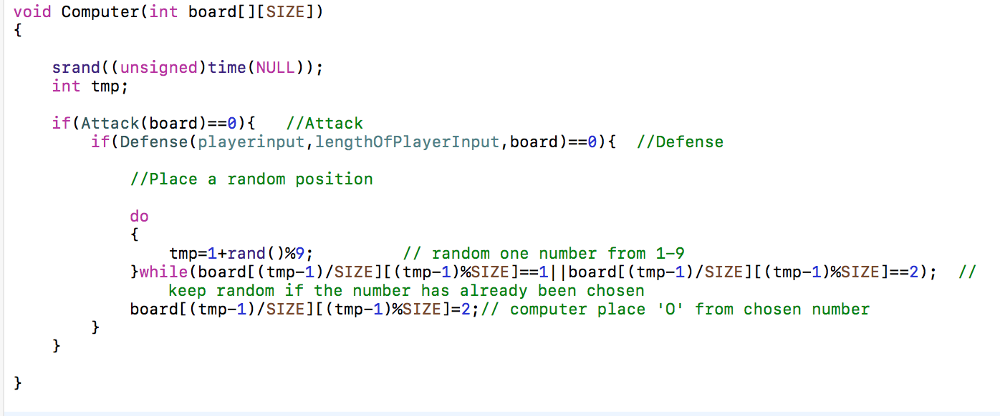 void Computer(int board[][SIZE])
{
srand((unsigned)time(NULL));
int tmp;
if(Attack(board)==0){   //Attack
if(Defense(playerinput,lengthOfPlayerInput,board)==0){  //Defense
//Place a random position
do
{
tmp=1+rand()%9;         // random one number from 1-9
}while(board[(tmp-1)/SIZE][(tmp-1)%SIZE]==1||board[(tmp-1)/SIZE][(tmp-1)%SIZE]==2);  //
keep random if the number has already been chosen
board[(tmp-1)/SIZE][(tmp-1)%SIZE]=2;// computer place 'O' from chosen number
}
}
}